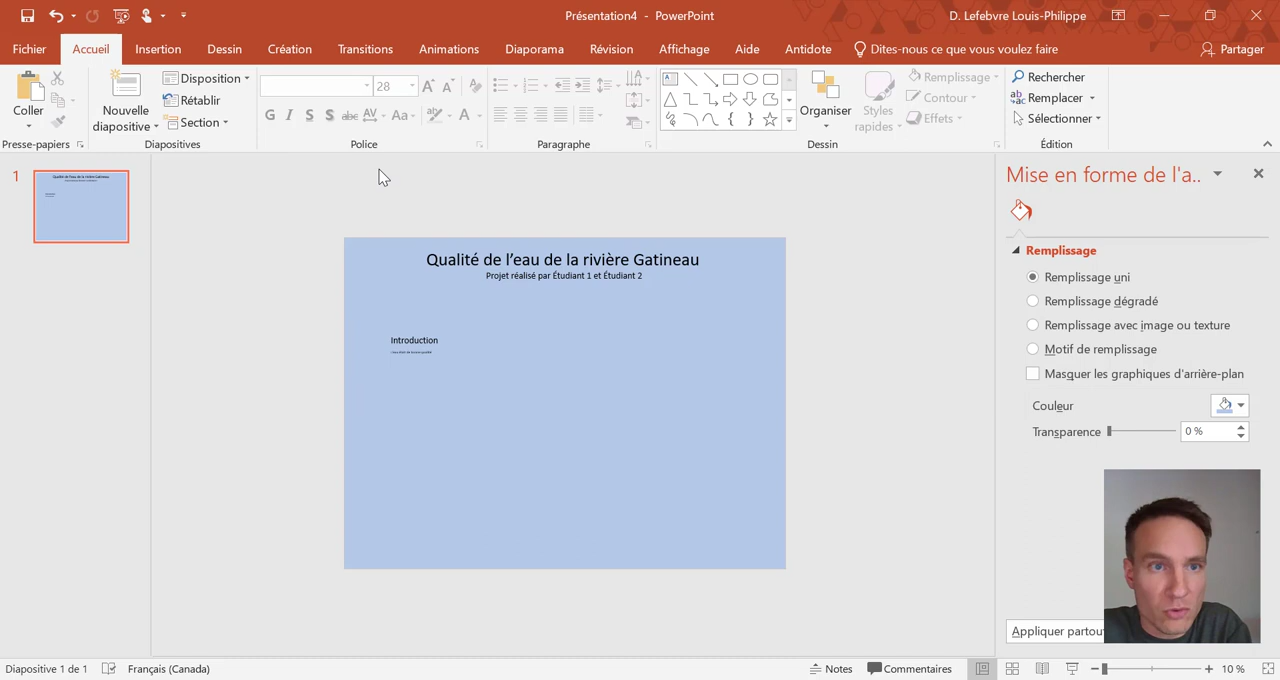 Présentation4 - PowerPoint
D. Lefebvre Louis-Philippe
Fichier Accueil Insertion Dessin Création Transitions Animations Diaporama Révision Affichage Aide Antidote Dites-nous ce que vous voulez faire Partager
Coller
Nouvelle diapositive
Disposition
Rétablir
Section
28
G I S S abc AV Aa A
Organiser
Styles rapides
Remplissage
Contour
Effets
Rechercher
Remplacer
Sélectionner
Presse-papiers Diapositives Police Paragraphe Dessin Édition
1
Qualité de l'eau de la rivière Gatineau
Projet réalisé par Étudiant 1 et Étudiant 2
Introduction
Mise en forme de l'a..
Remplissage
Remplissage uni
Remplissage dégradé
Remplissage avec image ou texture
Motif de remplissage
Masquer les graphiques d'arrière-plan
Couleur
Transparence 0 %
Appliquer partou
Diapositive 1 de 1 Français (Canada) Notes Commentaires 10 %